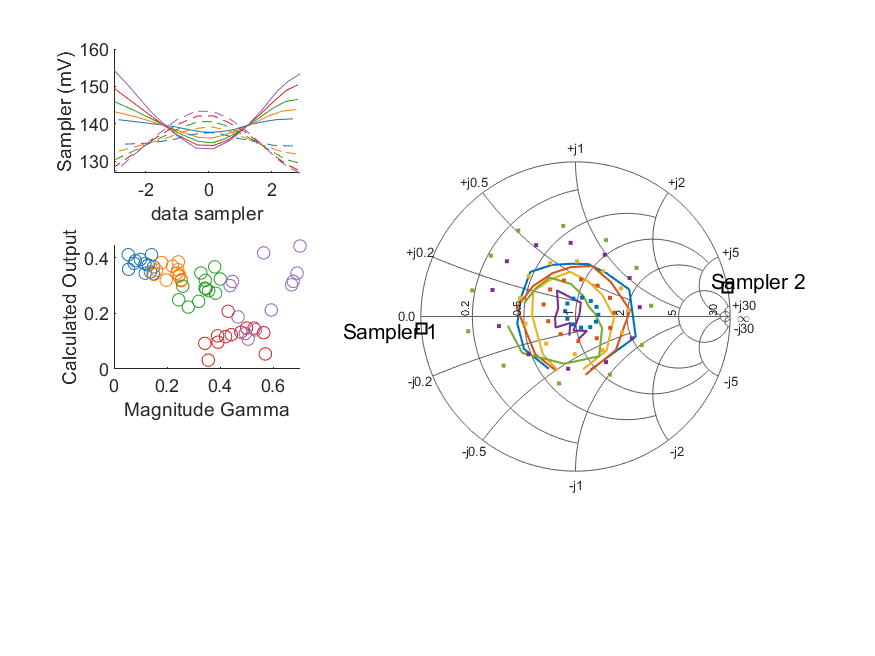 160
150
140
130
Sampler (mV)
-2
0
2
data sampler
0.4
0.2
0
Calculated Output
0
0.2
0.4
0.6
Magnitude Gamma
+j1
+j0.5
+j2
+j0.2
+j5
Sampler 2
+j30
0.0
0.2
0.5
1
2
5
30
∞
-j30
Sampler 1
-j0.2
-j5
-j0.5
-j2
-j1